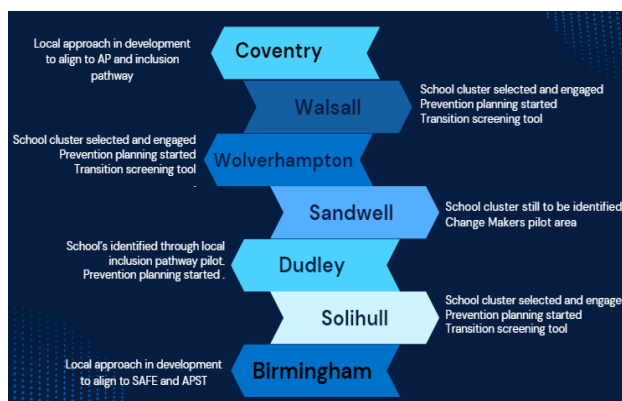 Local approach in development
to align to AP and inclusion
pathway
Coventry
Walsall
School cluster selected and engaged
Prevention planning started
Transition screening tool
School cluster selected and engaged
Prevention planning started
Transition screening tool
.
Wolverhampton
Sandwell
School cluster still to be identified
Change Makers pilot area
School's identified through local
inclusion pathway pilot.
Prevention planning started .
Dudley
Solihull
School cluster selected and engage
Prevention planning started
Transition screening tool
Local approach in development
to align to SAFE and APST
Birmingham